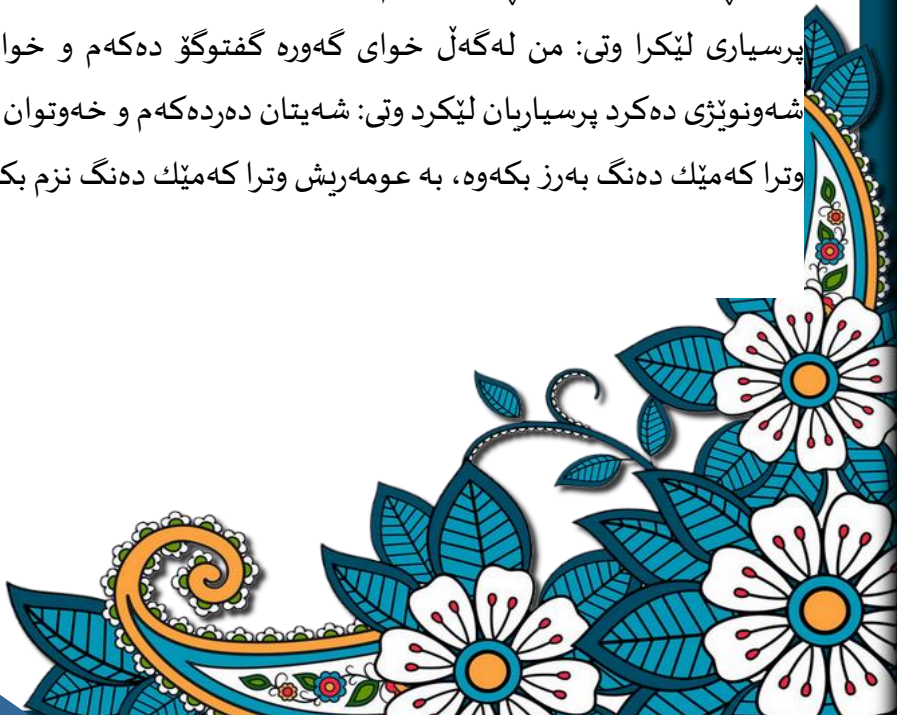 پرسیاری لێکرا وتی: من لەگەڵ خوای گەورە گفتوگۆ دەکەم و خوا
شەونوێژی دەکرد پرسیاریان لێکرد وتی: شەیتان دەردەکەم و خەوتوان
وترا کەمێك دەنگ بەرز بکەوە، بە عومەریش وترا کەمێك دەنگ نزم بک